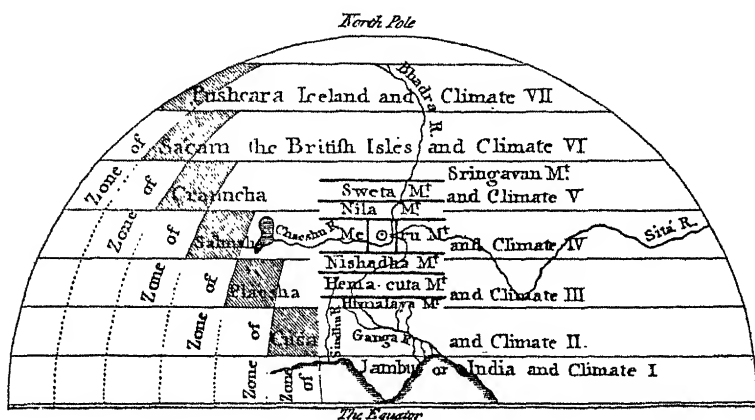 North Pole
Bhadra R.
Pushcara Iceland and Climate VII
Zone of Sacam the British Isles and Climate VI
Zone of Crauncha
Sringavan Mt.
Sweta Mt. and Climate V
Nila Mt.
Zone of Salmala
Chacshu R.
Me ru Mt. and Climate IV
Sitá R.
Nishadha Mt.
Zone of Placsha
Hema-cuta Mt.
and Climate III
Himalaya Mt.
Zone of Cusa
Sindhu R.
Ganga R.
and Climate II.
Zone of
Zone of
Jambu or India and Climate I
The Equator